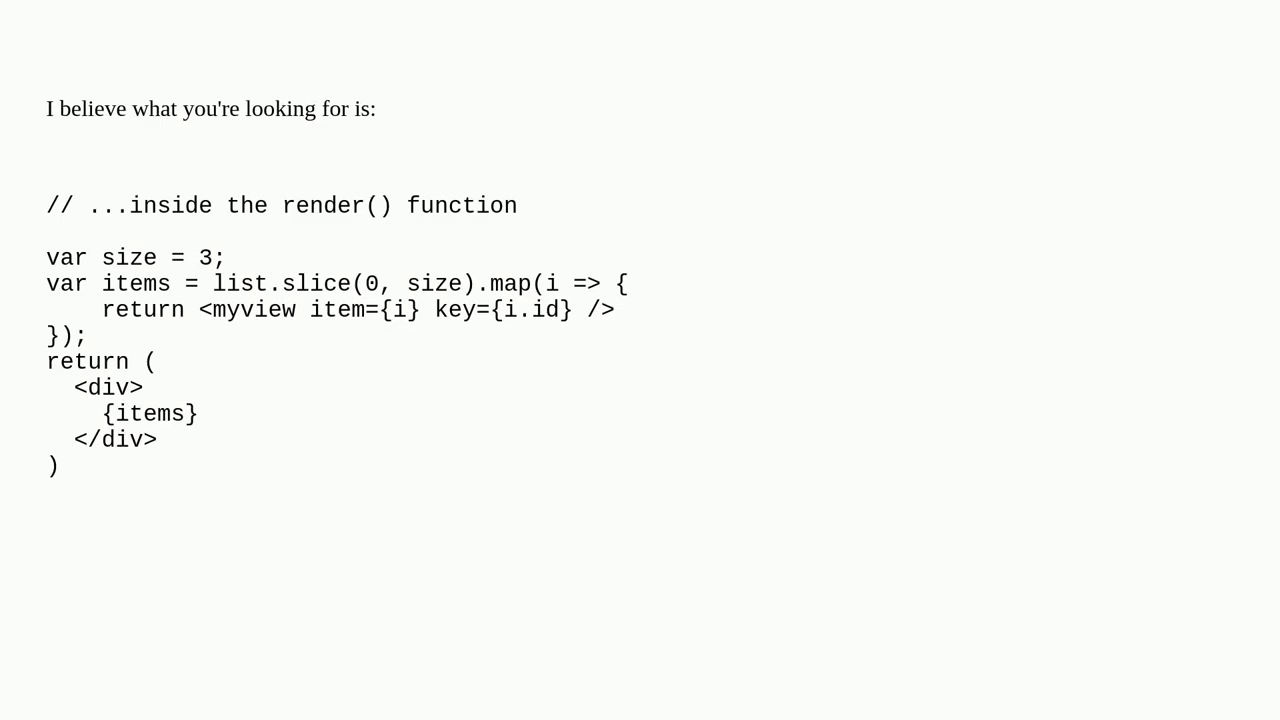 I believe what you're looking for is:
// ...inside the render() function
var size = 3;
var items = list.slice(0, size).map(i => {
    return <myview item={i} key={i.id} />
});
return (
  <div>
    {items}
  </div>
)